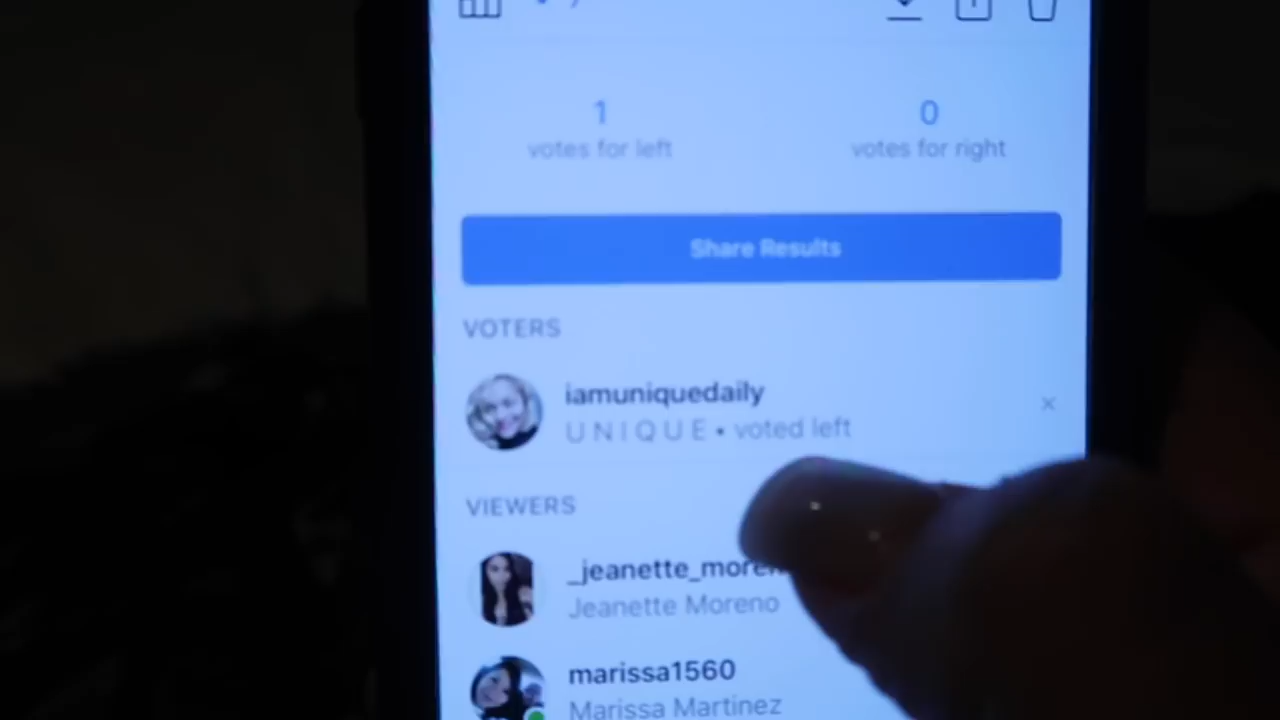 1
votes for left
0
votes for right
Share Results
VOTERS
iamuniquedaily
U N I Q U E • voted left
VIEWERS
_jeanette_more
Jeanette Moreno
marissa1560
Marissa Martinez